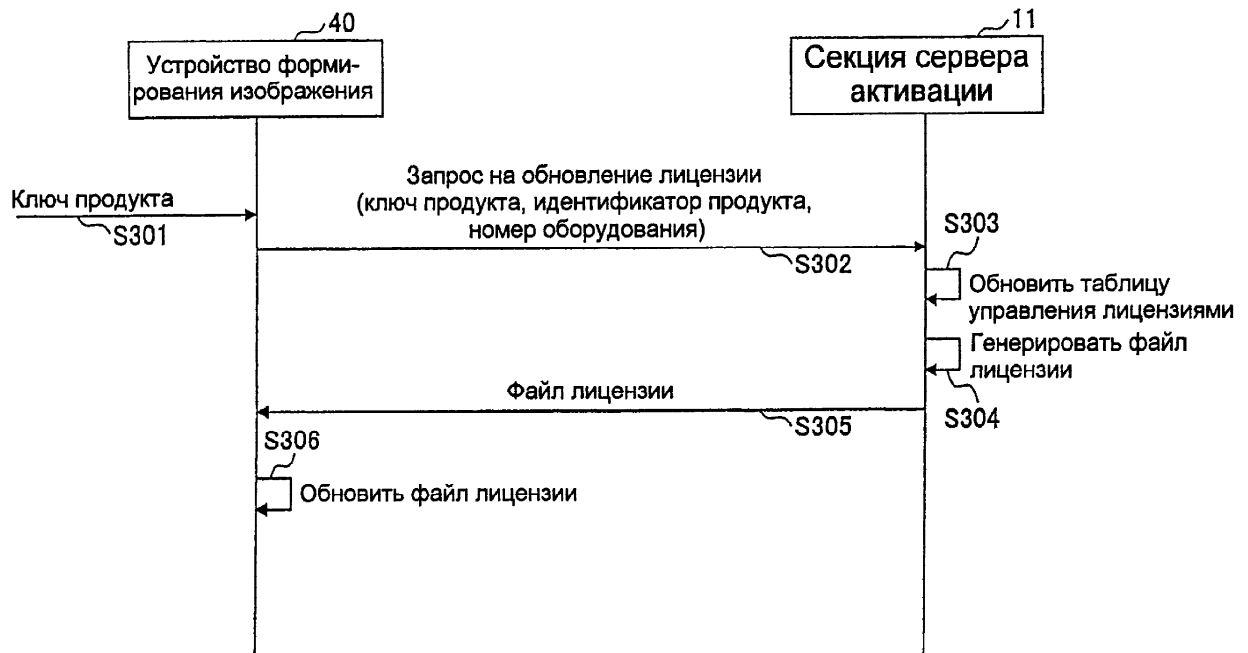 40
Устройство форми-
рования изображения
11
Секция сервера
активации
Ключ продукта
S301
Запрос на обновление лицензии
(ключ продукта, идентификатор продукта,
номер оборудования)
S302
S303
Обновить таблицу
управления лицензиями
Генерировать файл
лицензии
S304
Файл лицензии
S305
S306
Обновить файл лицензии